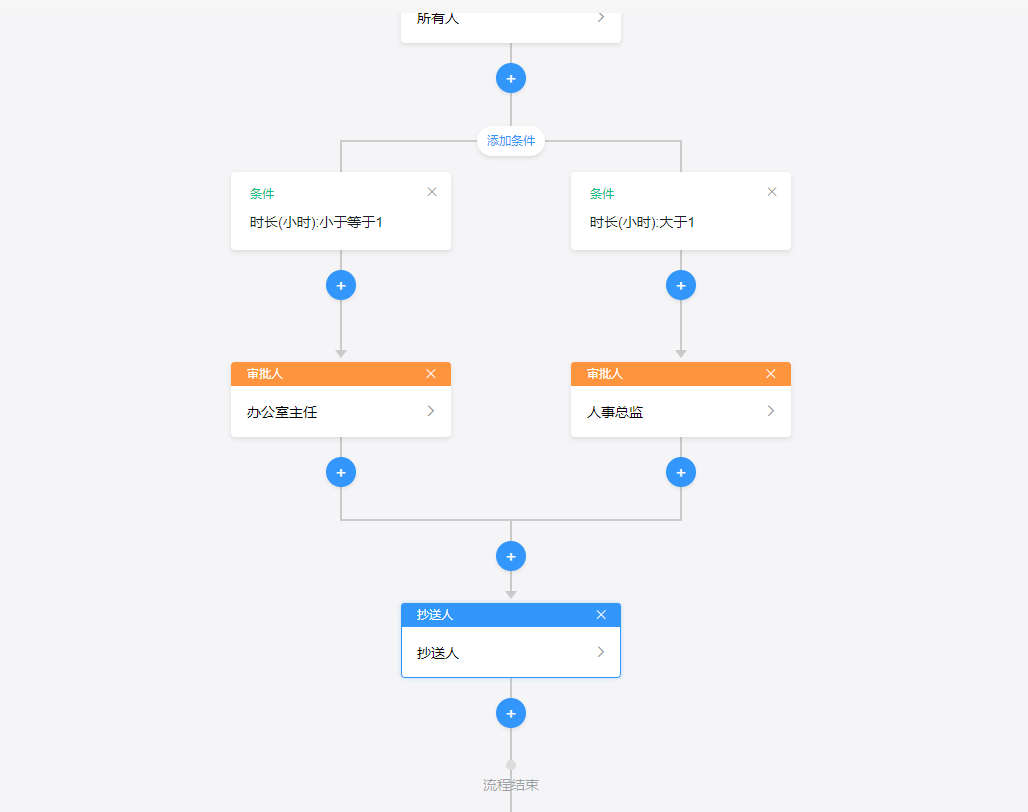 所有人
添加条件
条件
时长(小时):小于等于1
条件
时长(小时):大于1
审批人
办公室主任
审批人
人事总监
抄送人
抄送人
流程结束